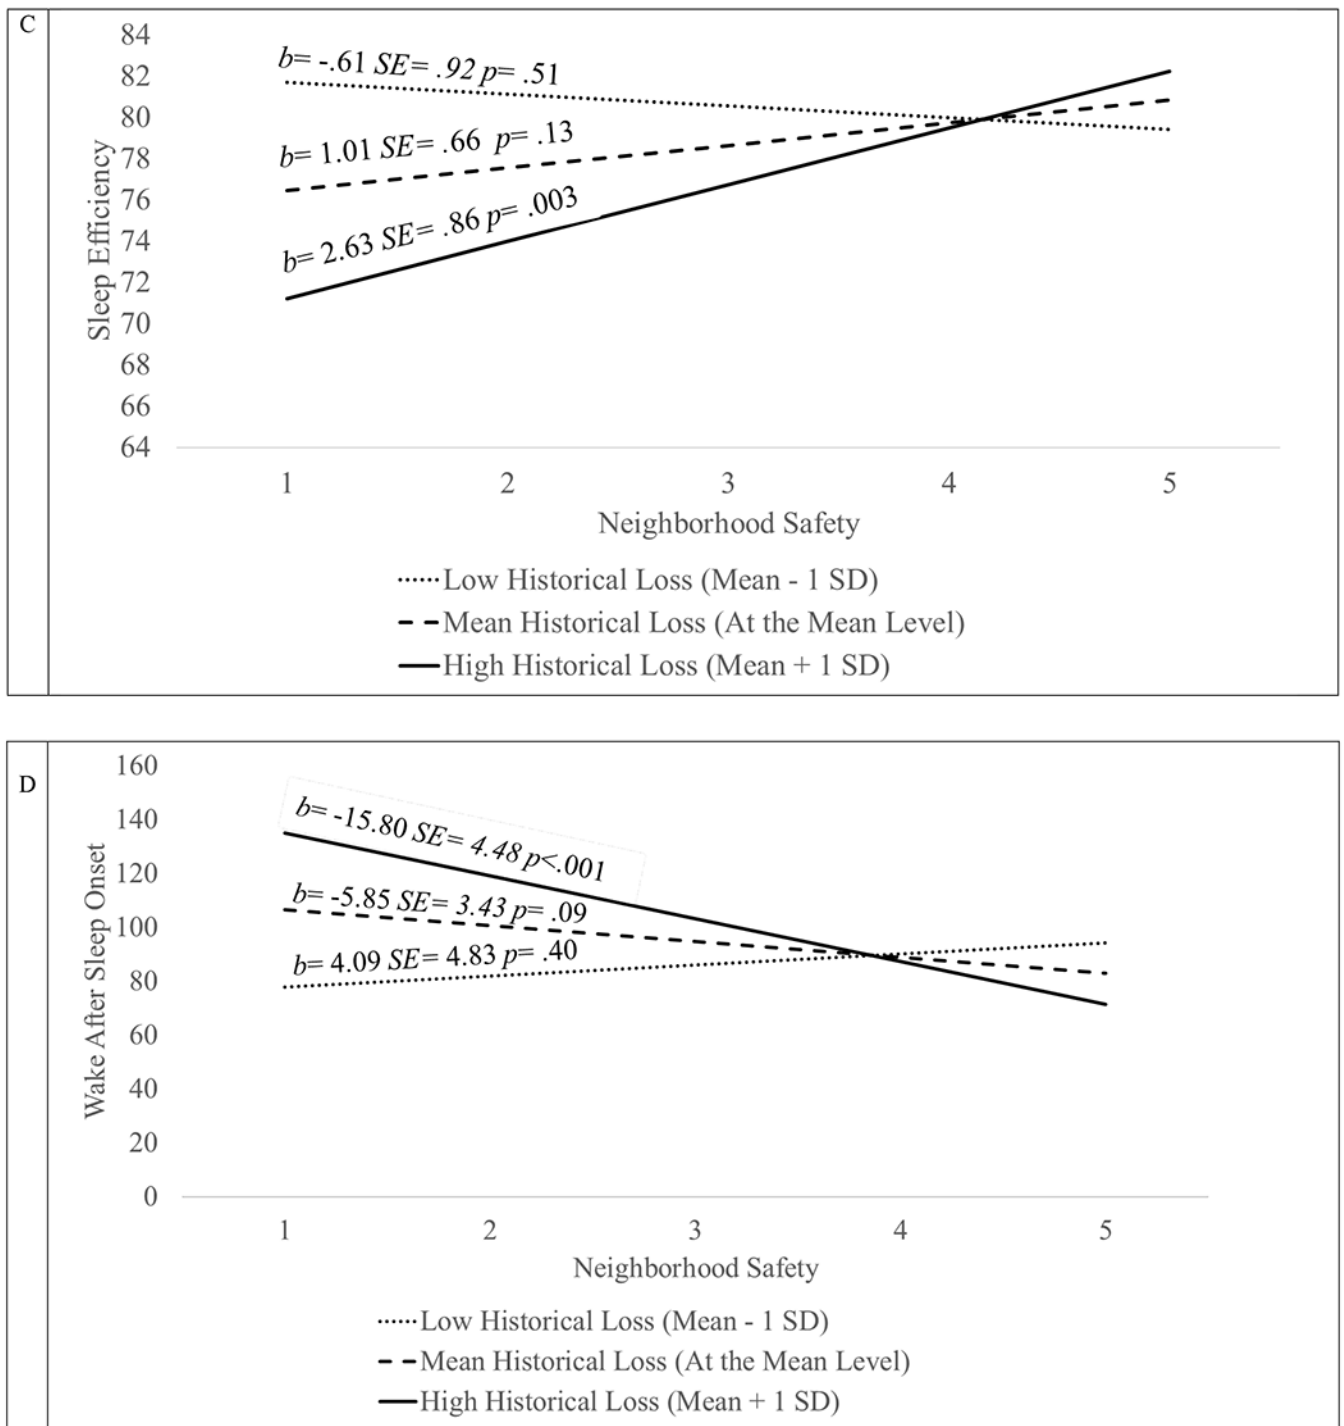 C
84
82
80
78
76
74
72
70
68
66
64
Sleep Efficiency
b= -.61 SE= .92 p= .51
b= 1.01 SE= .66 p= .13
b= 2.63 SE= .86 p= .003
1 2 3 4 5
Neighborhood Safety
Low Historical Loss (Mean - 1 SD)
Mean Historical Loss (At the Mean Level)
High Historical Loss (Mean + 1 SD)
D
160
140
120
100
80
60
40
20
0
Wake After Sleep Onset
b= -15.80 SE= 4.48 p<.001
b= -5.85 SE= 3.43 p= .09
b= 4.09 SE= 4.83 p= .40
1 2 3 4 5
Neighborhood Safety
Low Historical Loss (Mean - 1 SD)
Mean Historical Loss (At the Mean Level)
High Historical Loss (Mean + 1 SD)